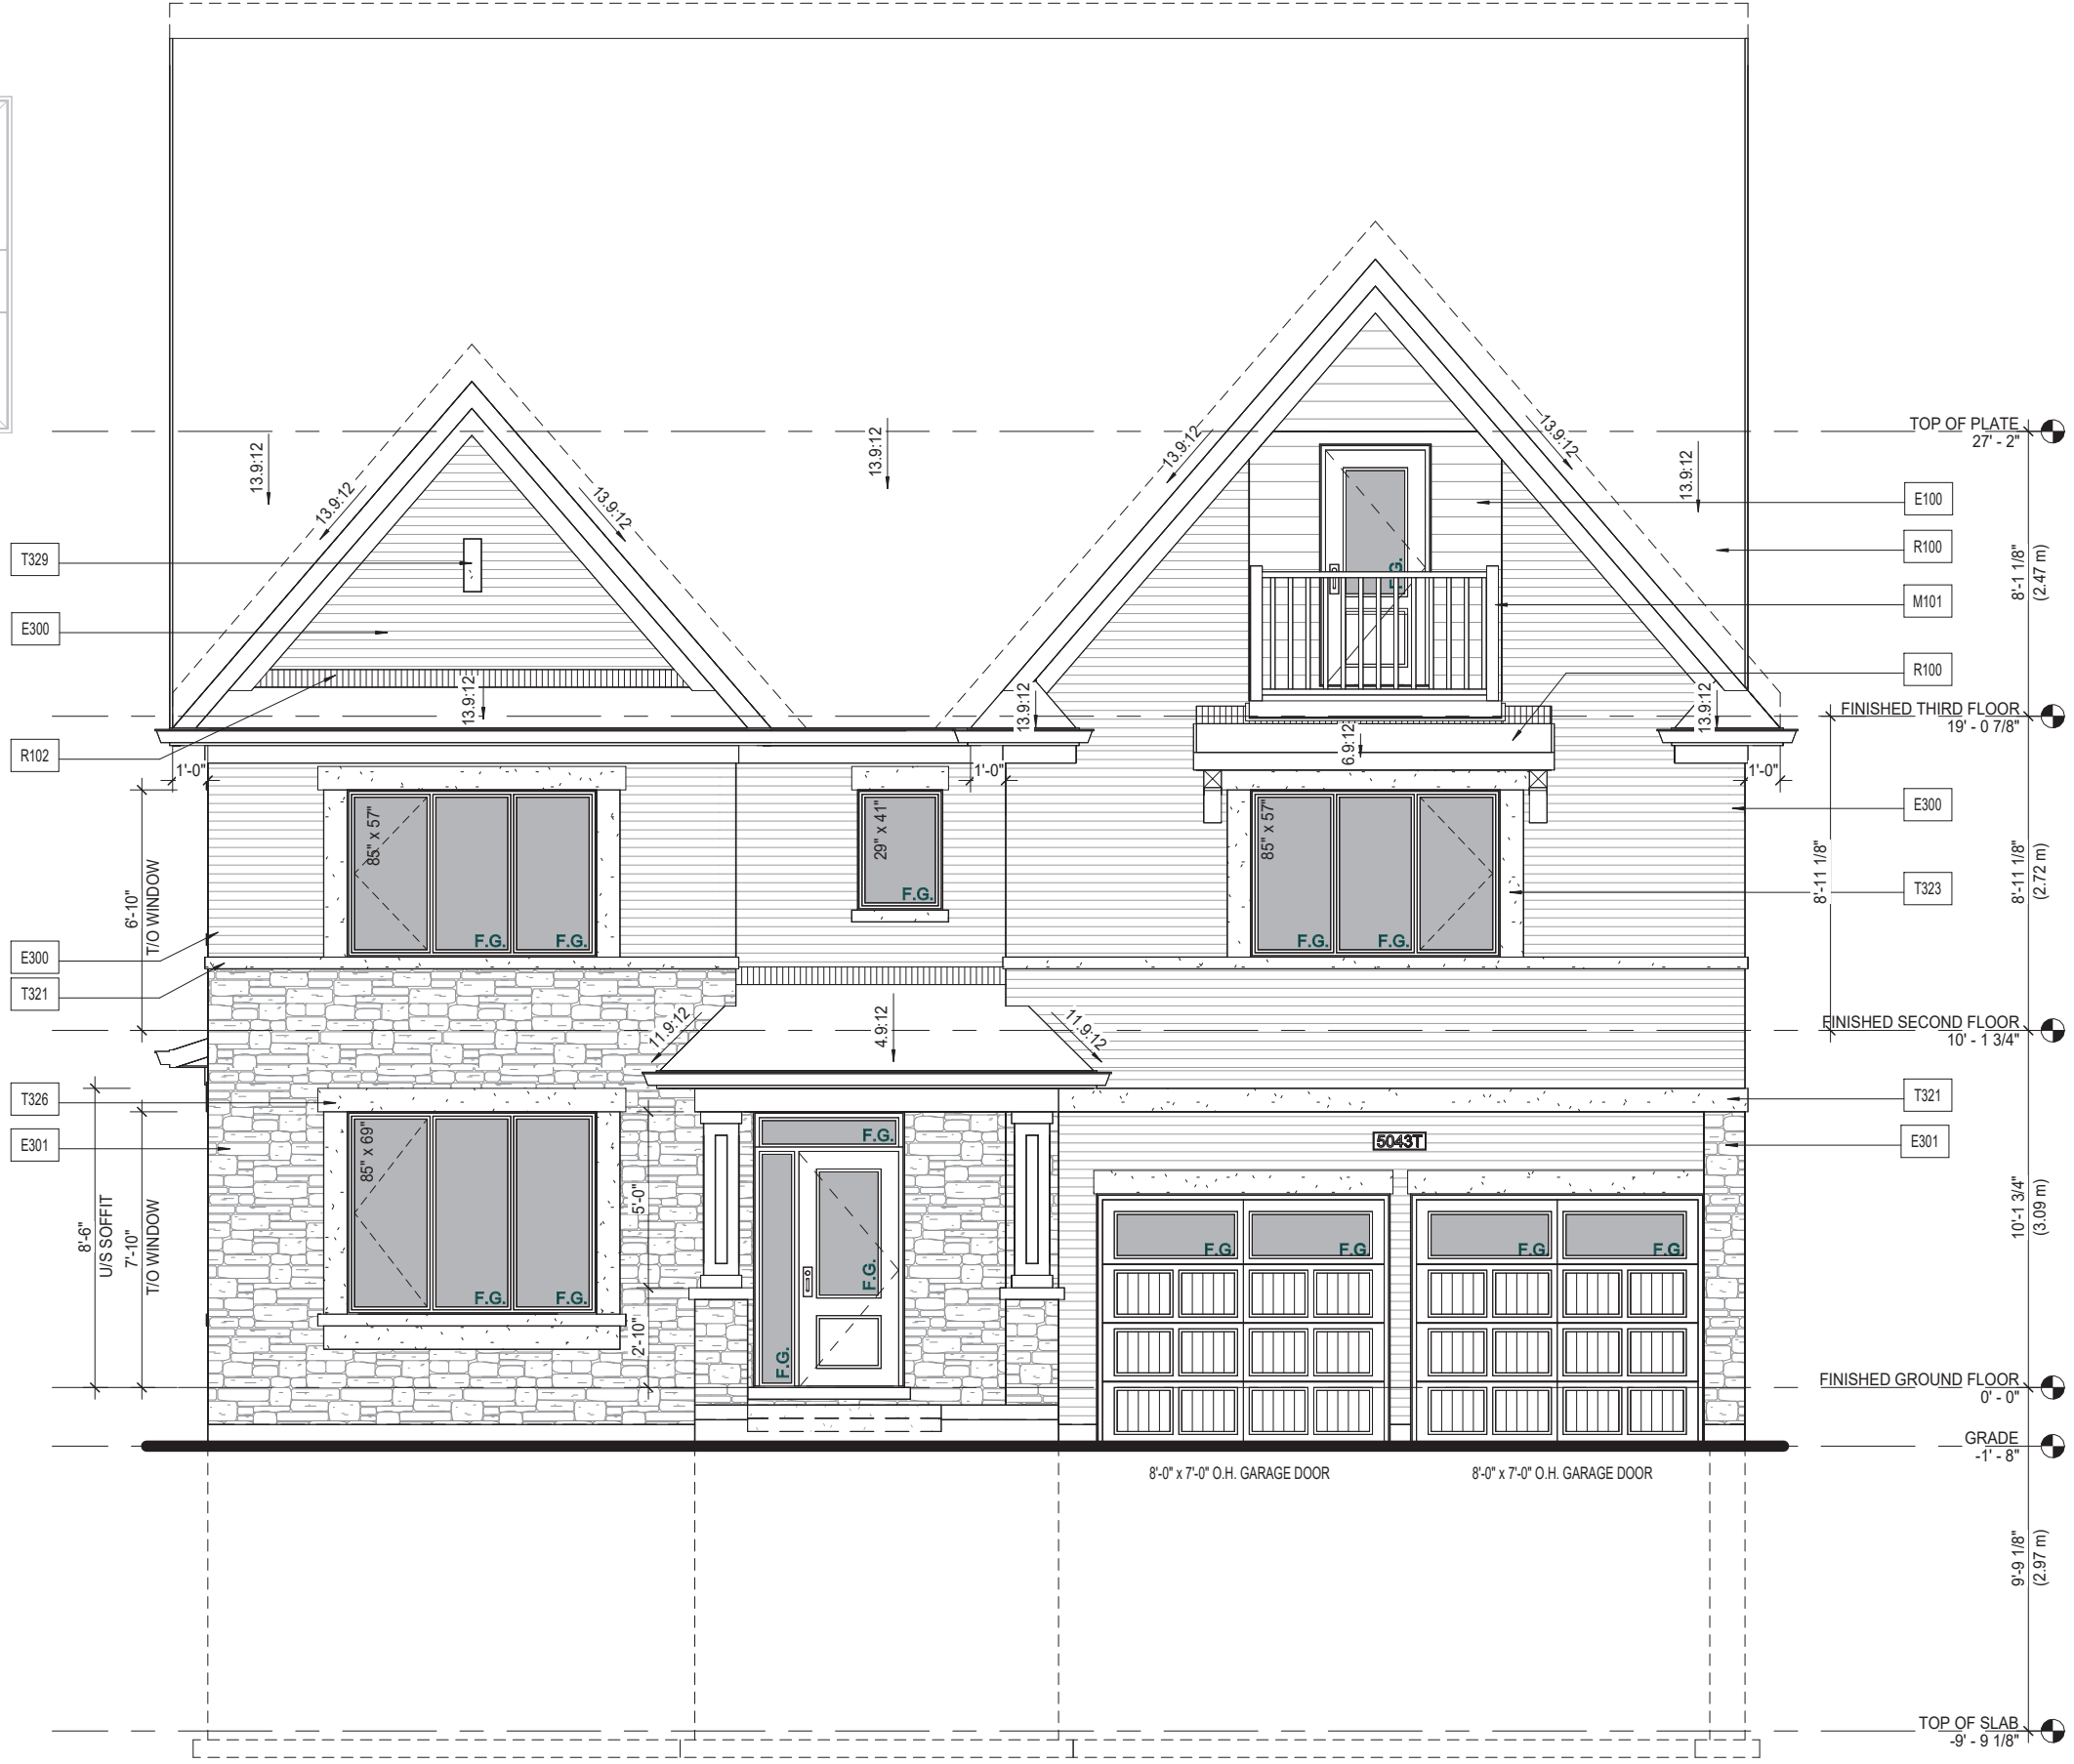 TOP OF PLATE
27' - 2"
13.9:12
13.9:12
13.9:12
13.9:12
13.9:12
13.9:12
13.9:12
E100
R100
8'-1 1/8"
(2.47 m)
T329
F.G.
M101
E300
R100
13.9:12
13.9:12
13.9:12
FINISHED THIRD FLOOR
19' - 0 7/8"
R102
6.9:12
1'-0"
1'-0"
1'-0"
85" x 57"
29" x 41"
85" x 57"
E300
6'-10"
T/O WINDOW
F.G.
8'-11 1/8"
8'-11 1/8"
(2.72 m)
T323
F.G.
F.G.
F.G.
F.G.
E300
T321
11.9:12
4.9:12
11.9:12
FINISHED SECOND FLOOR
10' - 1 3/4"
T326
T321
E301
85" x 69"
F.G.
5043T
E301
8'-6"
U/S SOFFIT
7'-10"
T/O WINDOW
5'-0"
10'-1 3/4"
(3.09 m)
F.G.
F.G.
F.G.
F.G.
F.G.
F.G.
F.G.
2'-10"
F.G.
FINISHED GROUND FLOOR
0' - 0"
GRADE
-1' - 8"
8'-0" x 7'-0" O.H. GARAGE DOOR
8'-0" x 7'-0" O.H. GARAGE DOOR
9'-9 1/8"
(2.97 m)
TOP OF SLAB
-9' - 9 1/8"